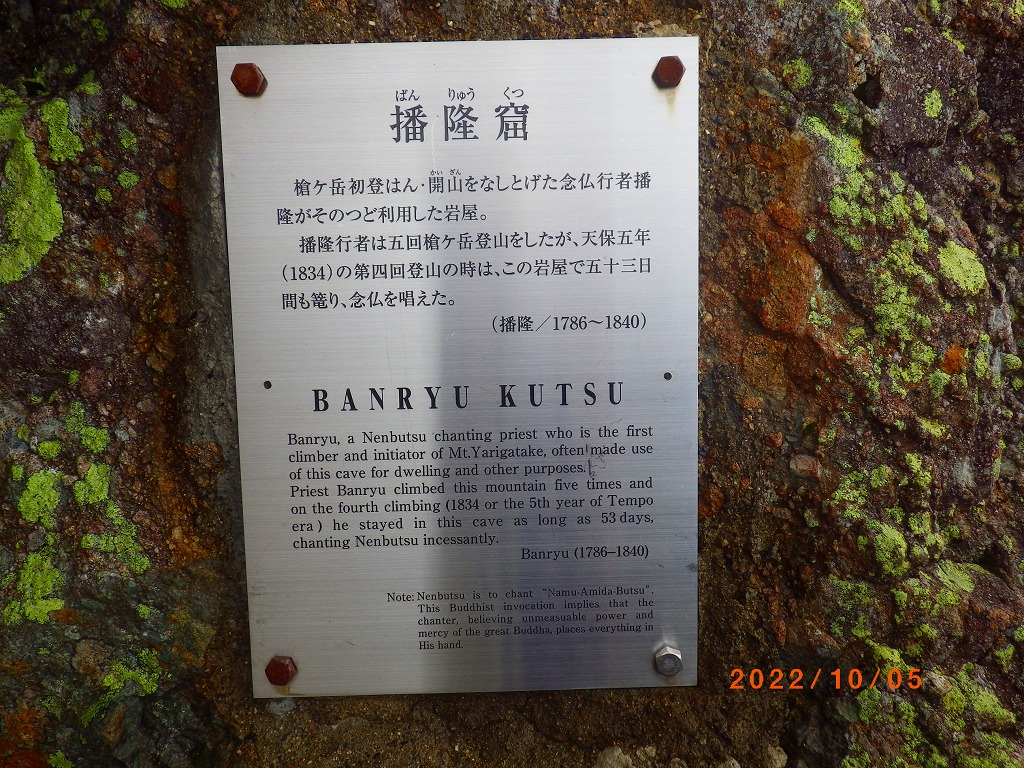 ばん りゅう くつ
播隆窟
かい ざん
槍ケ岳初登はん・開山をなしとげた念仏行者播
隆がそのつど利用した岩屋。
播隆行者は五回槍ケ岳登山をしたが、天保五年
(1834)の第四回登山の時は、この岩屋で五十三日
間も篭り、念仏を唱えた。
(播隆／1786〜1840)
BANRYU KUTSU
Banryu, a Nenbutsu chanting priest who is the first
climber and initiator of Mt.Yarigatake, often made use
of this cave for dwelling and other purposes.
Priest Banryu climbed this mountain five times and
on the fourth climbing (1834 or the 5th year of Tempo
era) he stayed in this cave as long as 53 days,
chanting Nenbutsu incessantly.
Banryu (1786–1840)
Note: Nenbutsu is to chant "Namu-Amida-Butsu".
This Buddhist invocation implies that the
chanter, believing unmeasuable power and
mercy of the great Buddha, places everything in
His hand.
2022/10/05